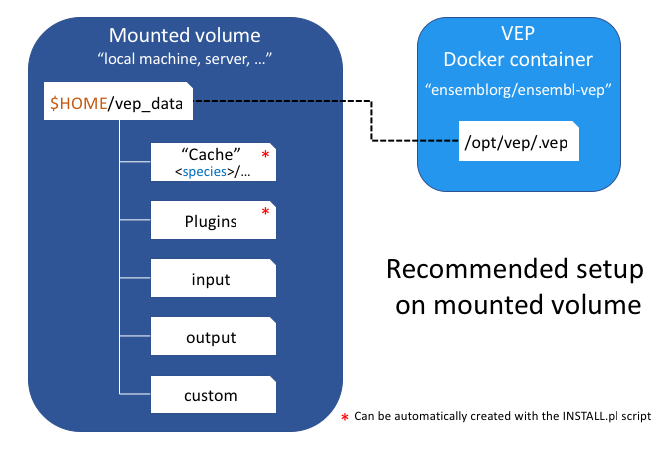 Mounted volume
“local machine, server, ...”
$HOME/vep_data
“Cache” *
<species>/...
Plugins *
input
output
custom
VEP
Docker container
“ensemblorg/ensembl-vep”
/opt/vep/.vep
Recommended setup
on mounted volume
* Can be automatically created with the INSTALL.pl script